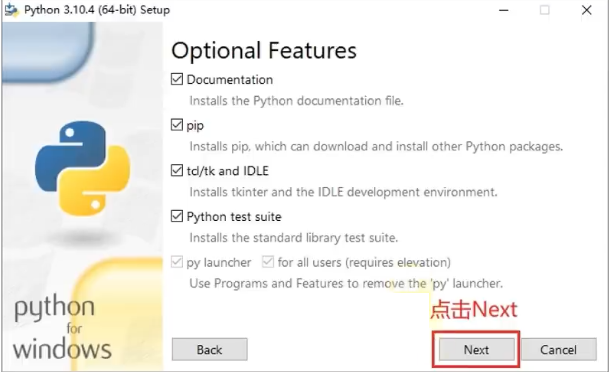 Python 3.10.4 (64-bit) Setup
Optional Features
Documentation
Installs the Python documentation file.
pip
Installs pip, which can download and install other Python packages.
td/tk and IDLE
Installs tkinter and the IDLE development environment.
Python test suite
Installs the standard library test suite.
py launcher for all users (requires elevation)
Use Programs and Features to remove the 'py' launcher.
点击Next
python
for
windows
Back Next Cancel